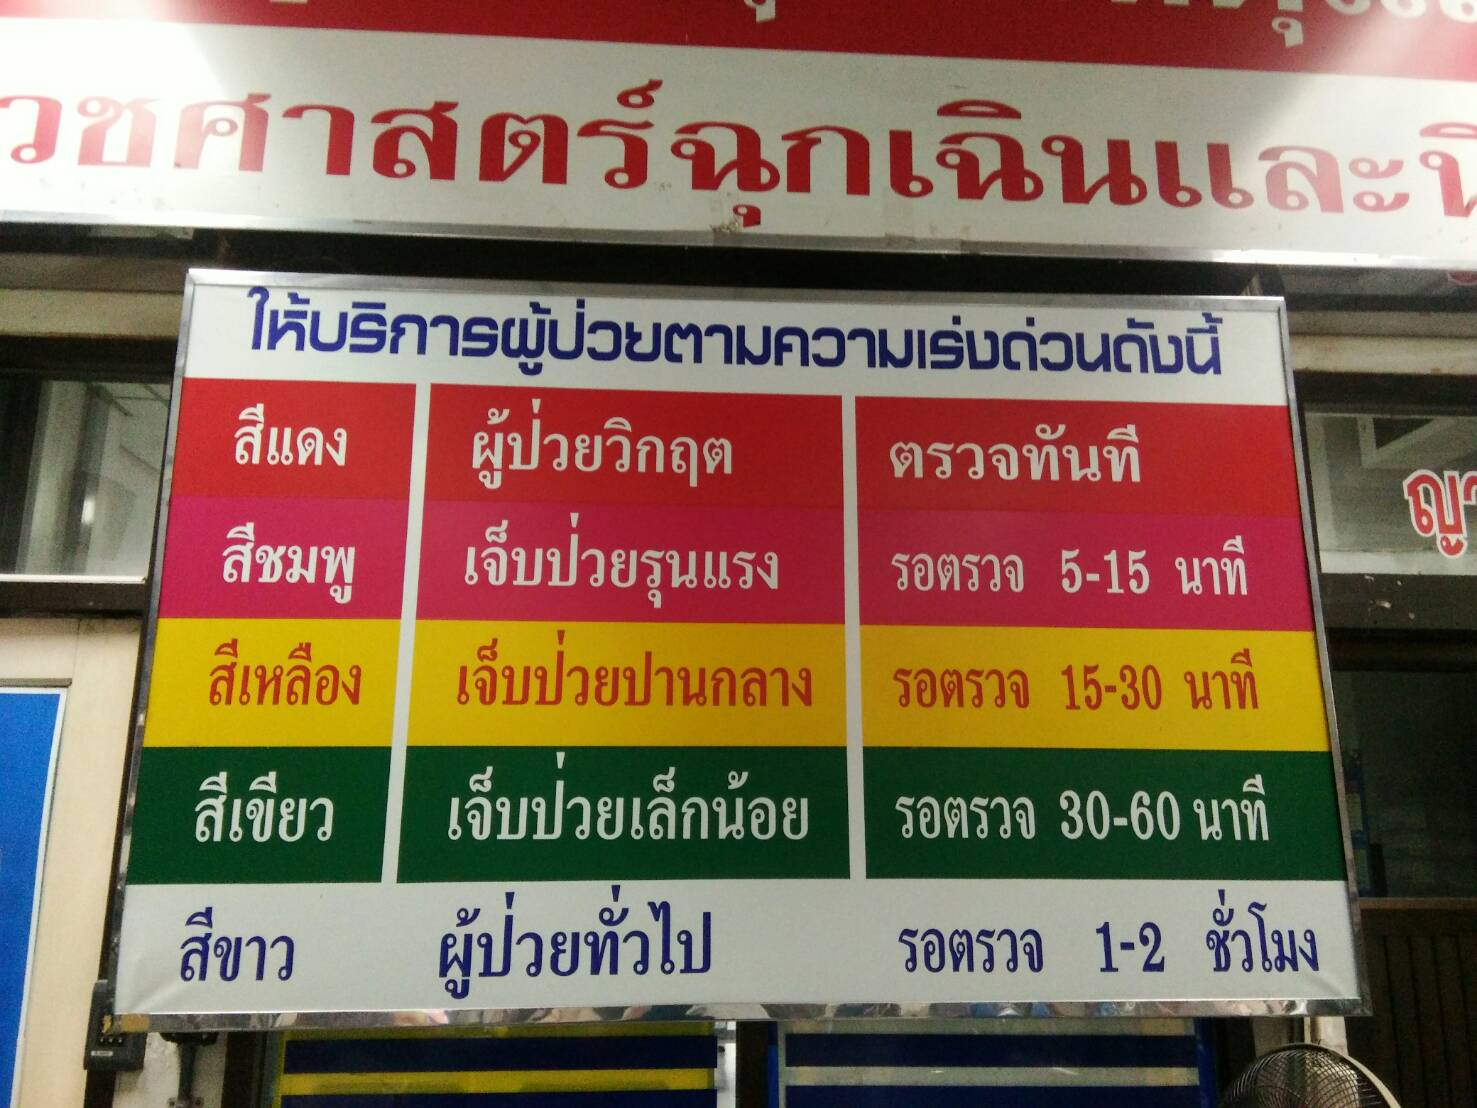 วชศาสตร์ฉุกเฉินและนิ
ให้บริการผู้ป่วยตามความเร่งด่วนดังนี้
สีแดง ผู้ป่วยวิกฤต ตรวจทันที
สีชมพู เจ็บป่วยรุนแรง รอตรวจ 5-15 นาที
สีเหลือง เจ็บป่วยปานกลาง รอตรวจ 15-30 นาที
สีเขียว เจ็บป่วยเล็กน้อย รอตรวจ 30-60 นาที
สีขาว ผู้ป่วยทั่วไป รอตรวจ 1-2 ชั่วโมง